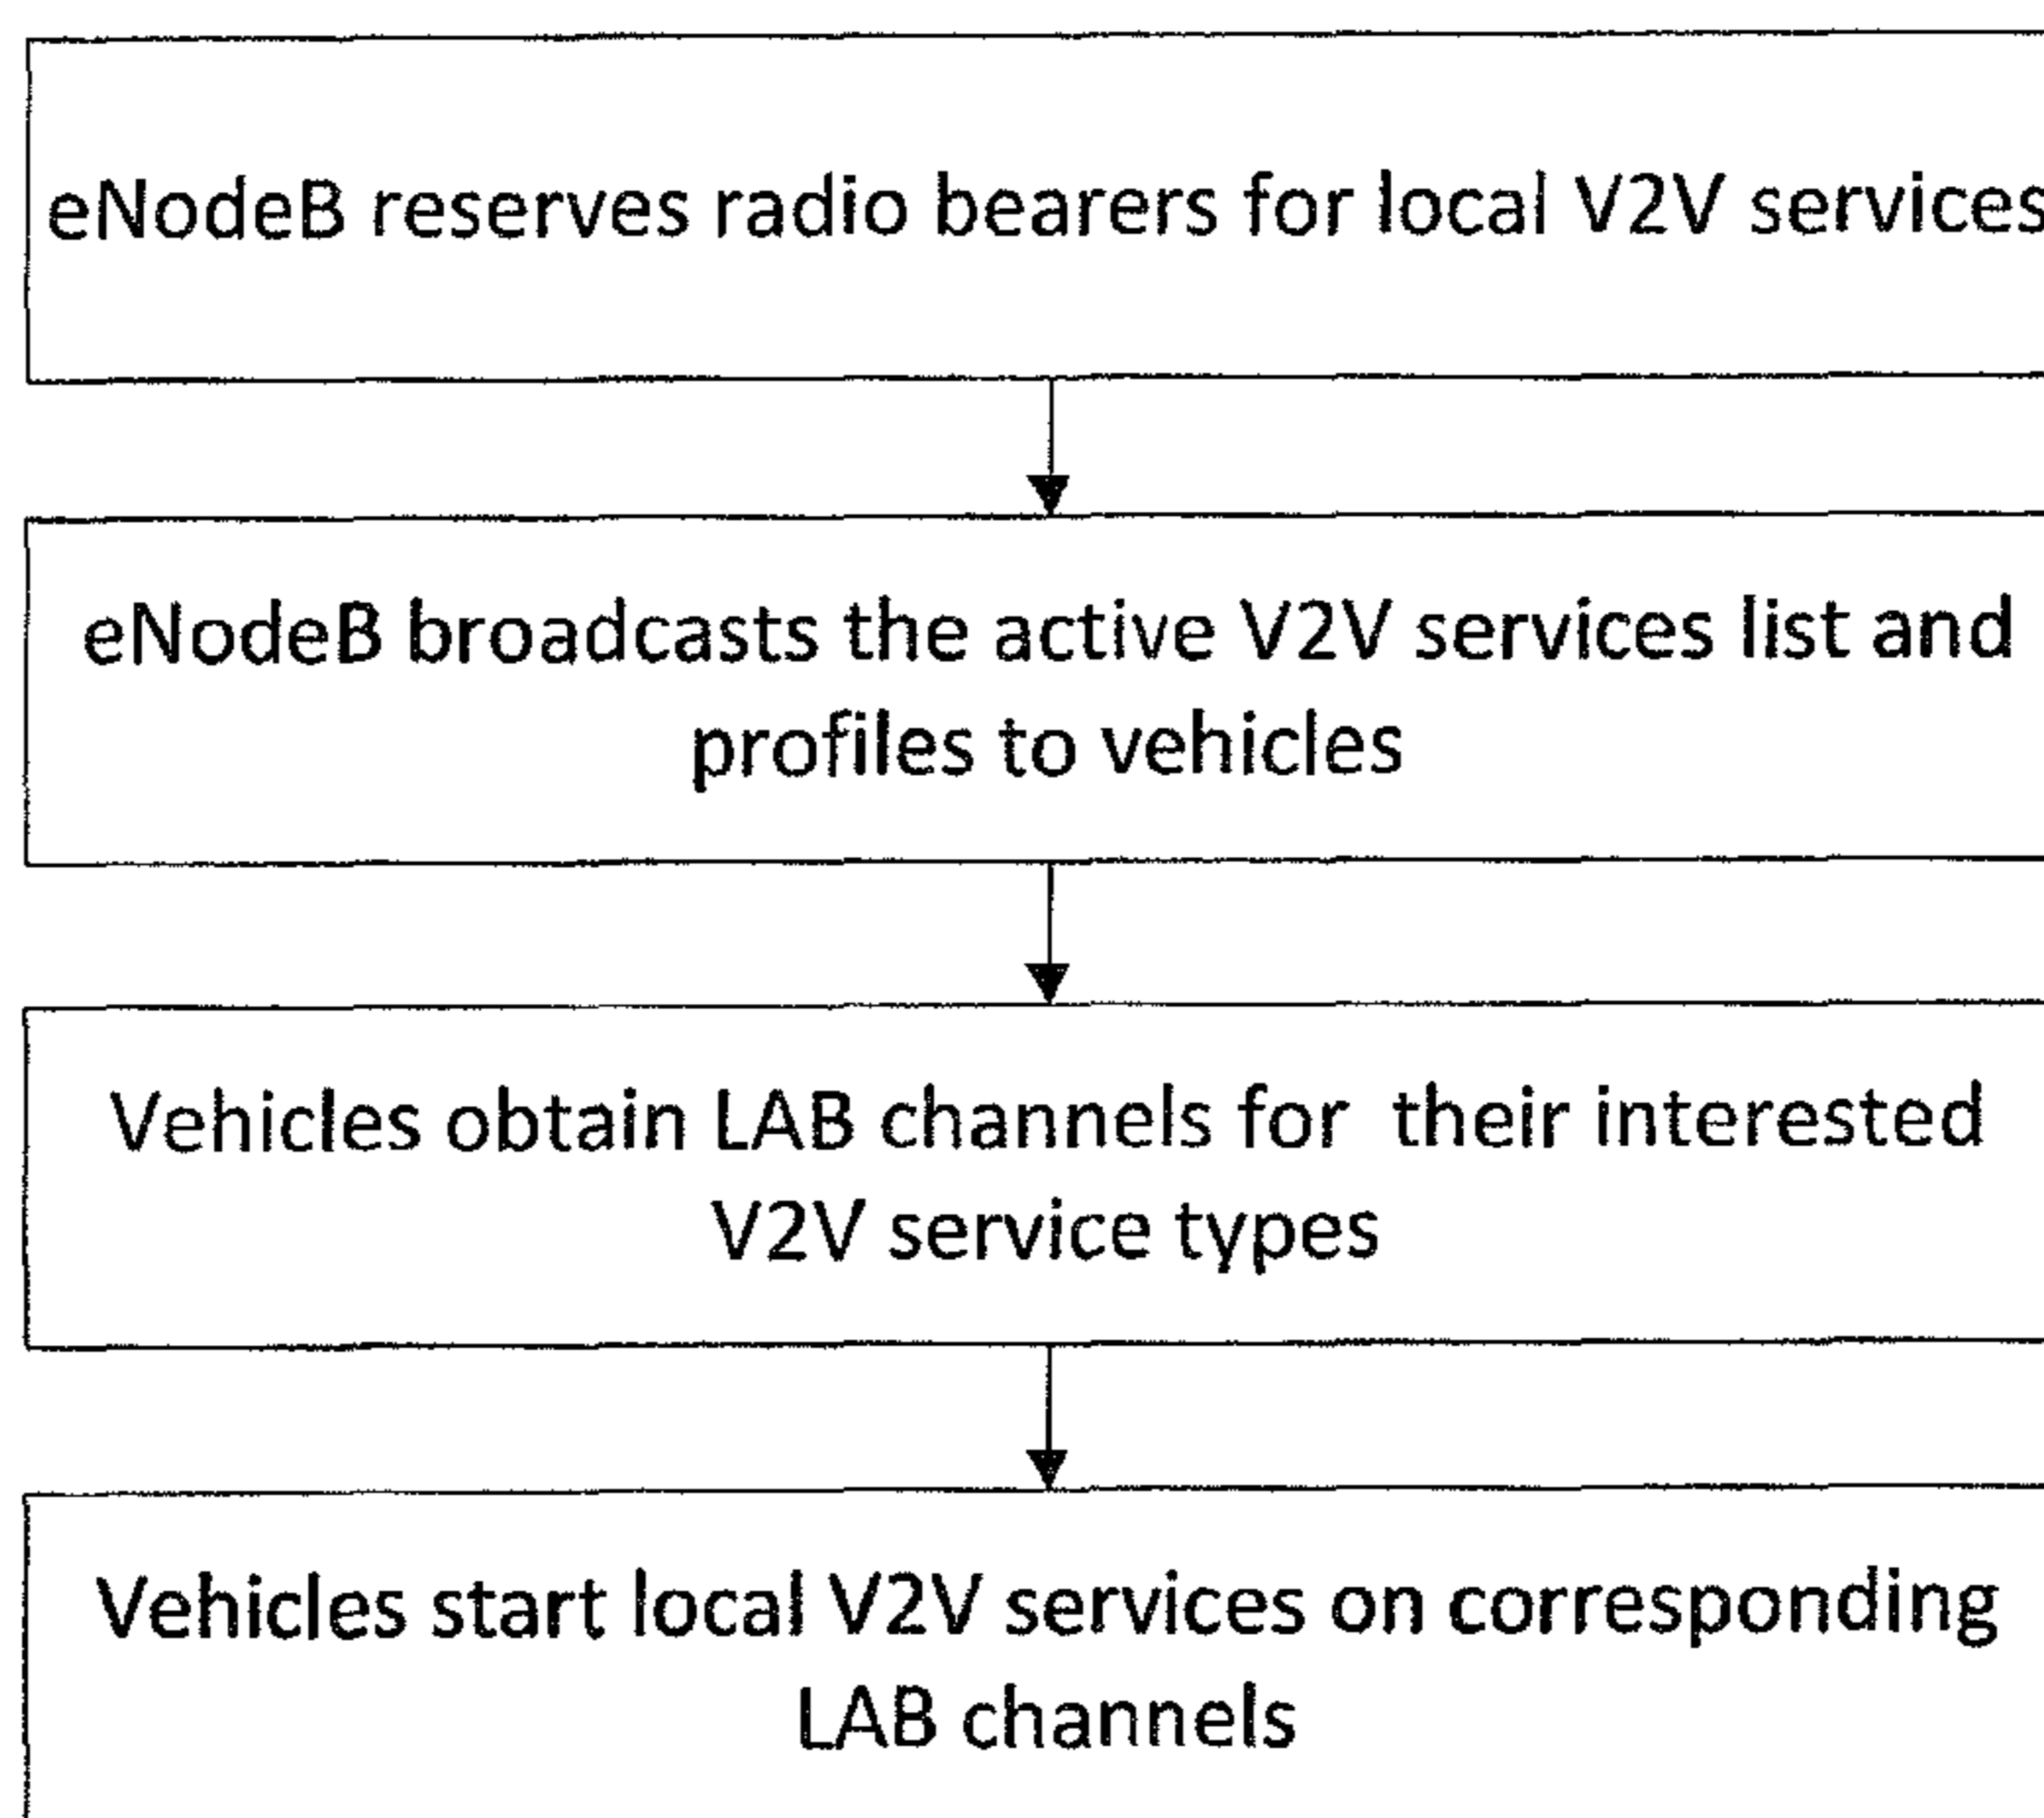 eNodeB reserves radio bearers for local V2V services
eNodeB broadcasts the active V2V services list and
profiles to vehicles
Vehicles obtain LAB channels for their interested
V2V service types
Vehicles start local V2V services on corresponding
LAB channels